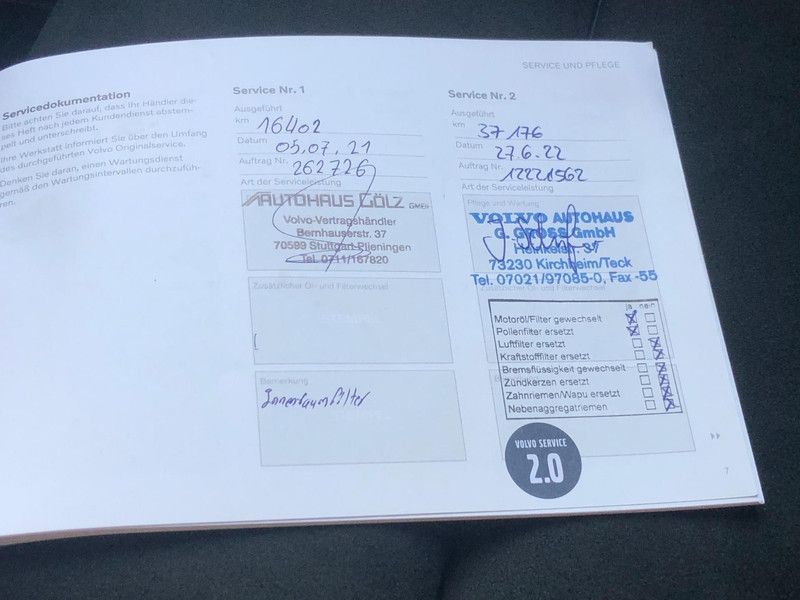 SERVICE UND PFLEGE
Servicedokumentation
Bitte achten Sie darauf, dass Ihr Händler die-
ses Heft nach jedem Kundendienst abstem-
pelt und unterschreibt.
Ihre Werkstatt informiert Sie über den Umfang
des durchgeführten Volvo Originalservice.
Denken Sie daran, einen Wartungsdienst
gemäß den Wartungsintervallen durchzufüh-
ren.
Service Nr. 1
Ausgeführt
km 16402
Datum 05.07.21
Auftrag Nr. 262726
Art der Serviceleistung
AUTOHAUS GÖLZ GMBH
Volvo-Vertragshändler
Bernhauserstr. 37
70599 Stuttgart-Plieningen
Tel. 0711/167820
Zusätzlicher Öl- und Filterwechsel
Bemerkung
Innenraumfilter
Service Nr. 2
Ausgeführt
km 37176
Datum 27.6.22
Auftrag Nr. 12221562
Art der Serviceleistung
Pflege und Wartung
VOLVO AUTOHAUS
G. GROSS GmbH
Henkelstr. 37
73230 Kirchheim/Teck
Tel. 07021/97085-0, Fax -55
Zusätzlicher Öl- und Filterwechsel
ja nein
Motoröl/Filter gewechselt
Pollenfilter ersetzt
Luftfilter ersetzt
Kraftstofffilter ersetzt
Bremsflüssigkeit gewechselt
Zündkerzen ersetzt
Zahnriemen/Wapu ersetzt
Nebenaggregatriemen
VOLVO SERVICE
2.0
7